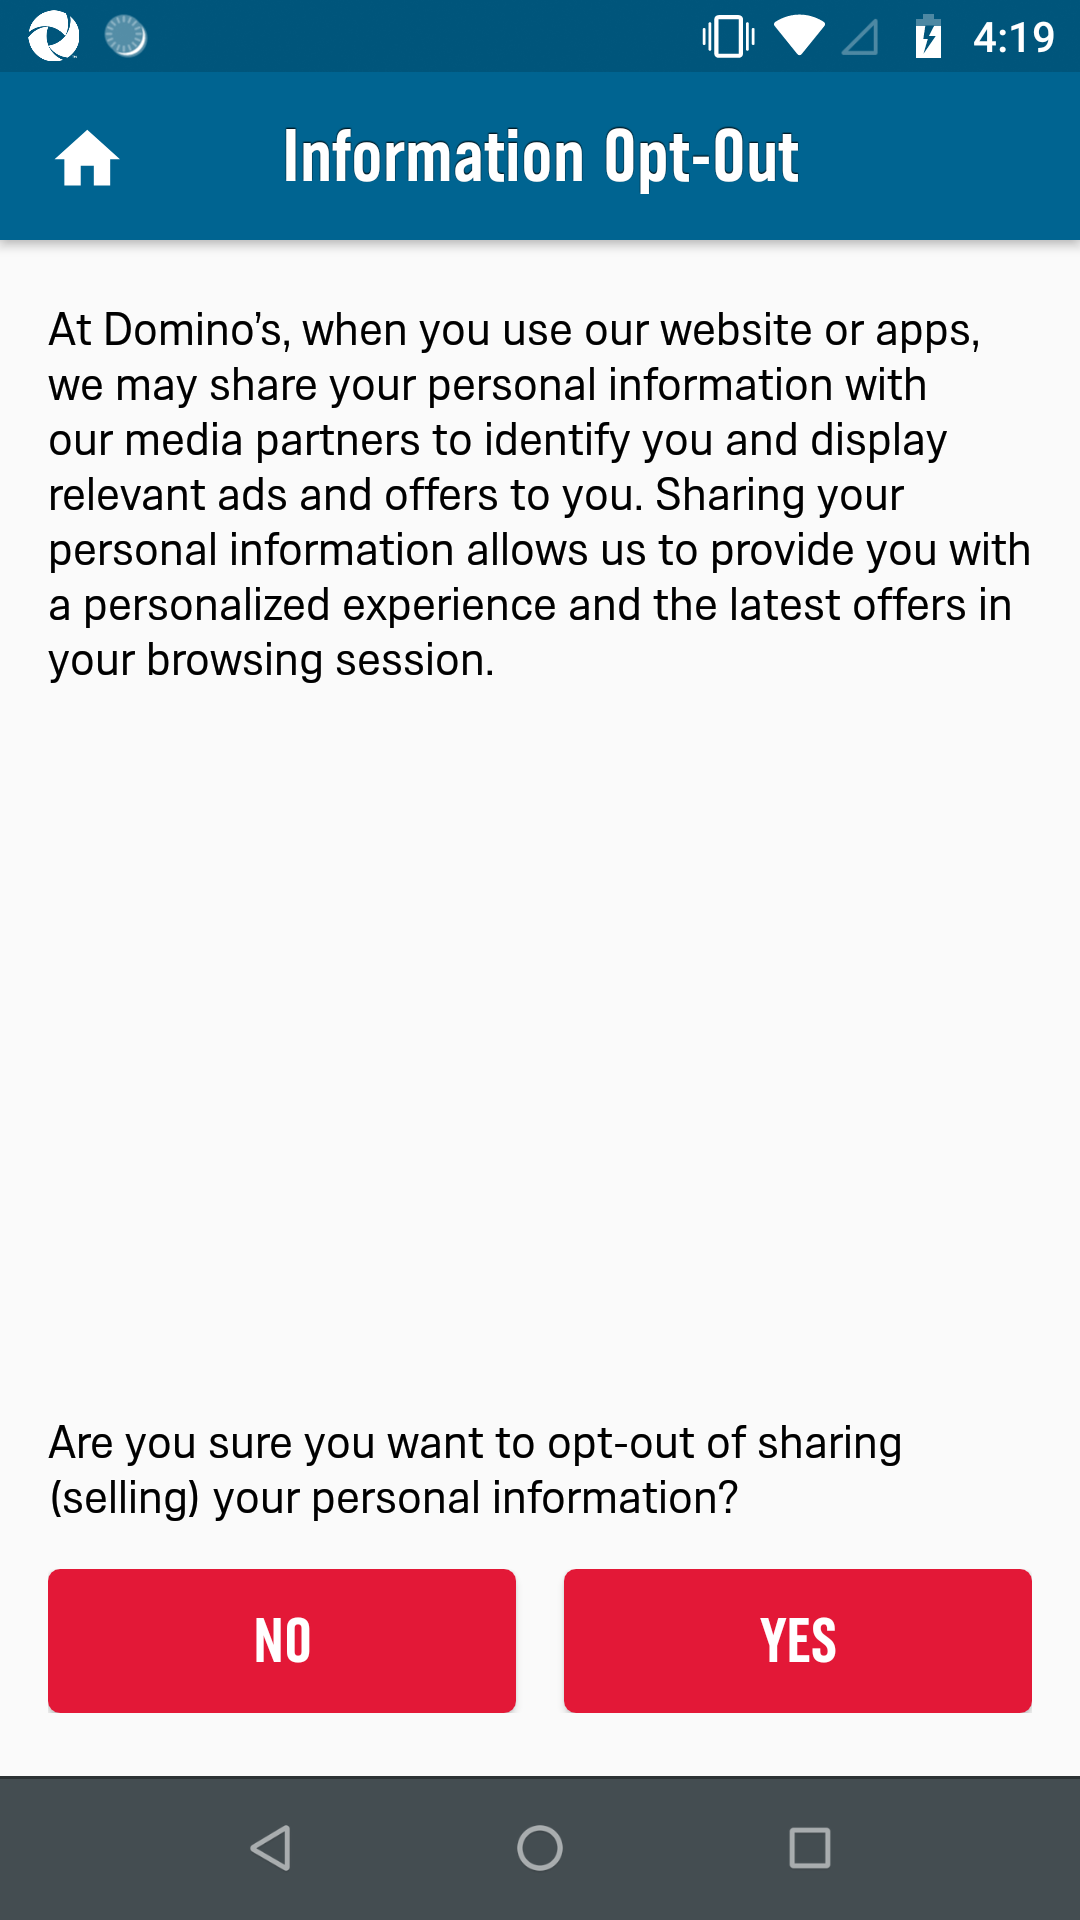 4:19
Information Opt-Out
At Domino’s, when you use our website or apps,
we may share your personal information with
our media partners to identify you and display
relevant ads and offers to you. Sharing your
personal information allows us to provide you with
a personalized experience and the latest offers in
your browsing session.
Are you sure you want to opt-out of sharing
(selling) your personal information?
NO
YES